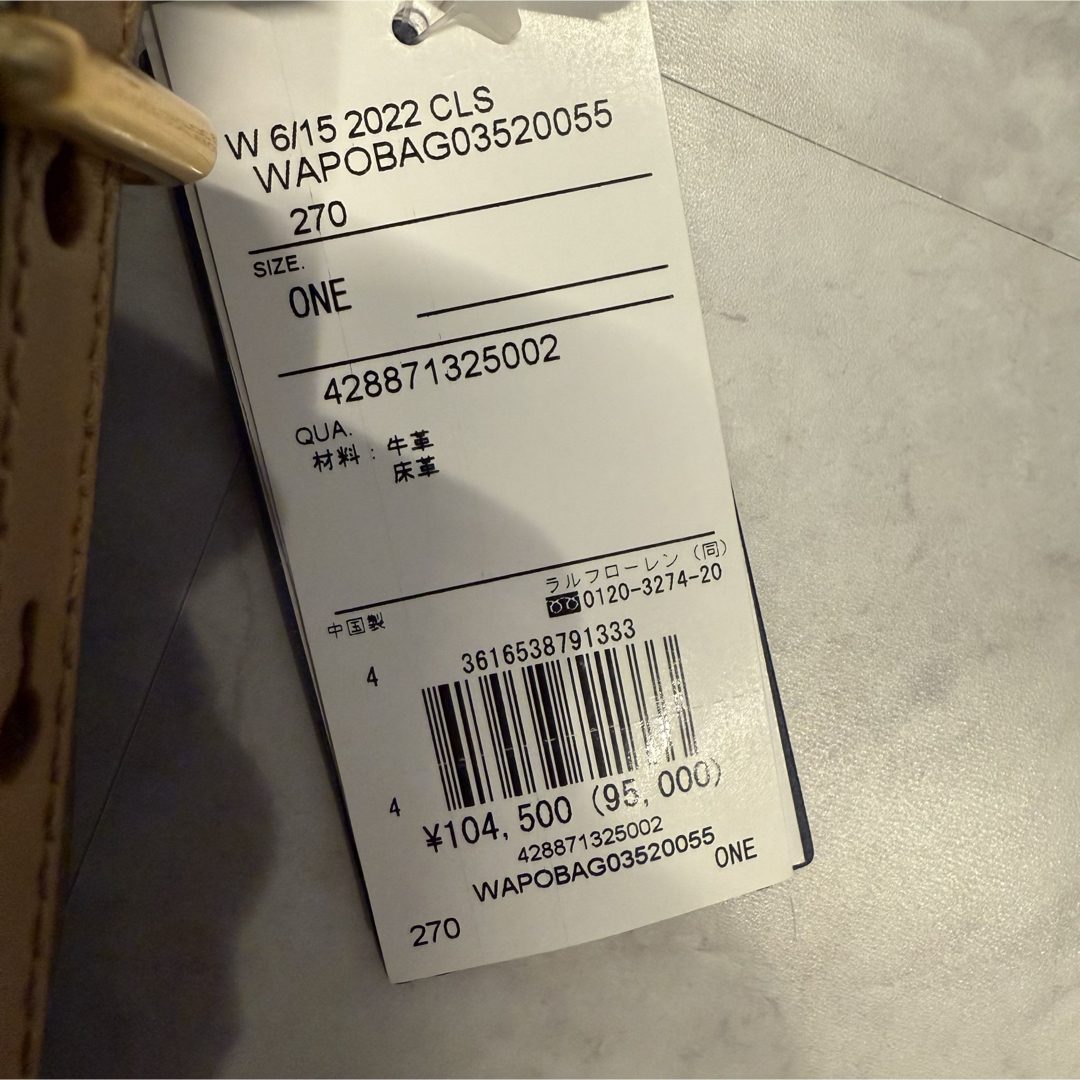 W 6/15 2022 CLS
WAPOBAG03520055
270
SIZE.
ONE
428871325002
QUA.
材料：牛革
床革
ラルフローレン（同）
0120-3274-20
中国製
4
3616538791333
4
¥104,500 (95,000)
428871325002
WAPOBAG03520055
ONE
270